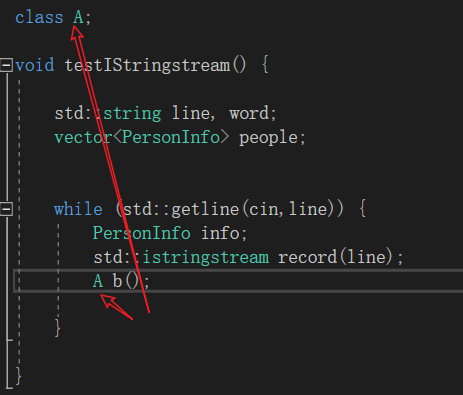 class A;
void testIStringstream() {
std::string line, word;
vector<PersonInfo> people;
while (std::getline(cin,line)) {
PersonInfo info;
std::istringstream record(line);
A b();
}
}